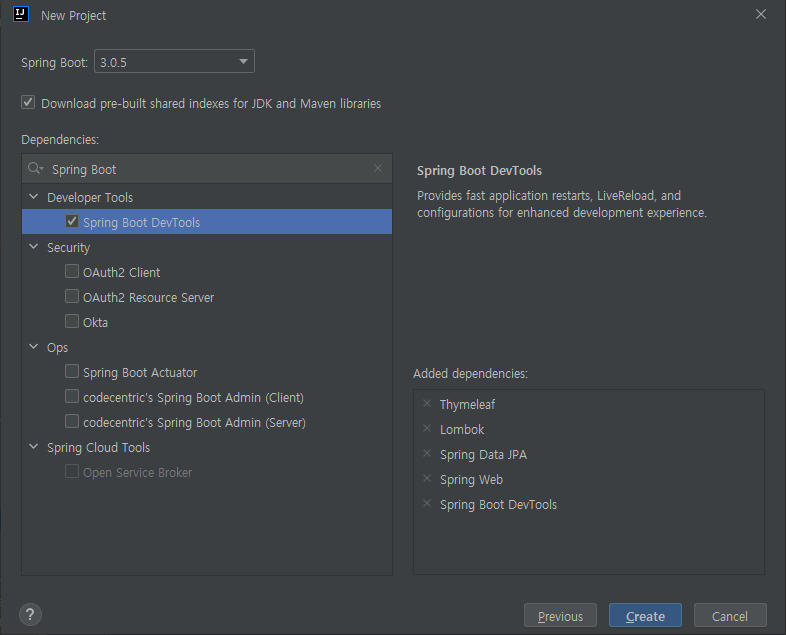 IJ
New Project
Spring Boot: 3.0.5
Download pre-built shared indexes for JDK and Maven libraries
Dependencies:
Spring Boot
Developer Tools
Spring Boot DevTools
Security
OAuth2 Client
OAuth2 Resource Server
Okta
Ops
Spring Boot Actuator
codecentric's Spring Boot Admin (Client)
codecentric's Spring Boot Admin (Server)
Spring Cloud Tools
Open Service Broker
Spring Boot DevTools
Provides fast application restarts, LiveReload, and
configurations for enhanced development experience.
Added dependencies:
Thymeleaf
Lombok
Spring Data JPA
Spring Web
Spring Boot DevTools
?
Previous
Create
Cancel